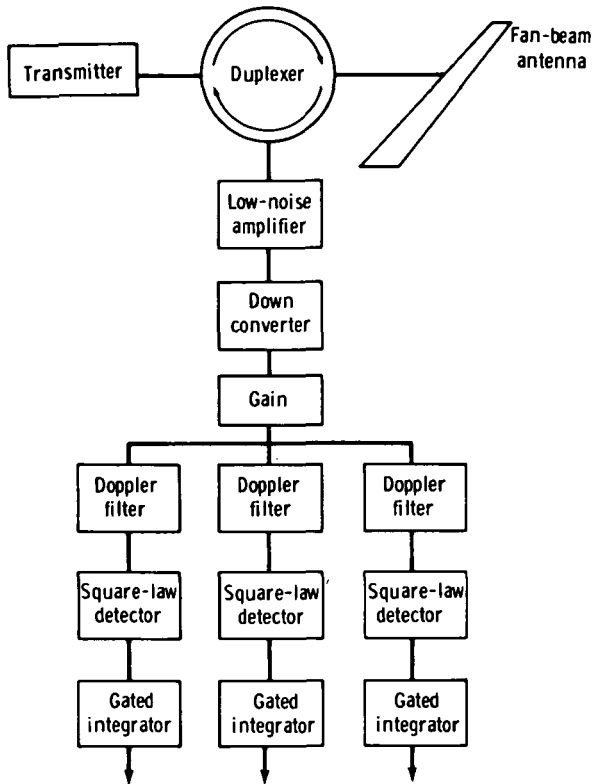 Transmitter
Duplexer
Fan-beam
antenna
Low-noise
amplifier
Down
converter
Gain
Doppler
filter
Doppler
filter
Doppler
filter
Square-law
detector
Square-law
detector
Square-law
detector
Gated
integrator
Gated
integrator
Gated
integrator